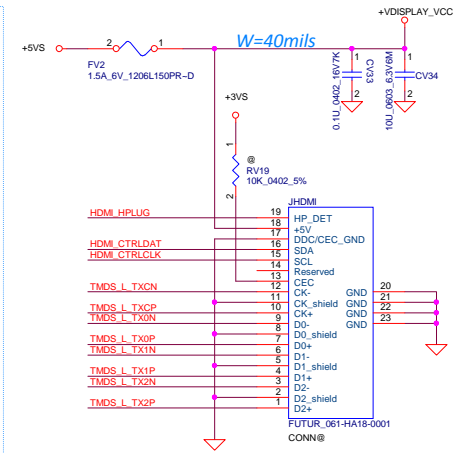 +VDISPLAY_VCC
+5VS
2
1
W=40mils
FV2
1.5A_6V_1206L150PR~D
1
2
CV33
0.1U_0402_16V7K
1
2
CV34
10U_0603_6.3V6M
+3VS
1
2
@
RV19
10K_0402_5%
JHDMI
HDMI_HPLUG 19 HP_DET
18 +5V
17 DDC/CEC_GND
HDMI_CTRLDAT 16 SDA
HDMI_CTRLCLK 15 SCL
14 Reserved
13 CEC
TMDS_L_TXCN 12 CK-
11 CK_shield
TMDS_L_TXCP 10 CK+
TMDS_L_TX0N 9 D0-
8 D0_shield
TMDS_L_TX0P 7 D0+
TMDS_L_TX1N 6 D1-
5 D1_shield
TMDS_L_TX1P 4 D1+
TMDS_L_TX2N 3 D2-
2 D2_shield
TMDS_L_TX2P 1 D2+
GND 20
GND 21
GND 22
GND 23
FUTUR_061-HA18-0001
CONN@